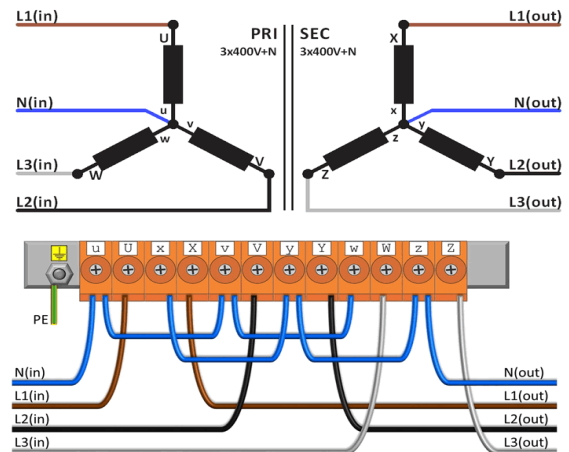 L1(in) U PRI SEC X L1(out)
3x400V+N 3x400V+N
N(in) u v x y N(out)
w z
L3(in) W V Z Y L2(out)
L2(in) L3(out)
u U x X v V y Y w W z Z
PE
N(in) N(out)
L1(in) L1(out)
L2(in) L2(out)
L3(in) L3(out)